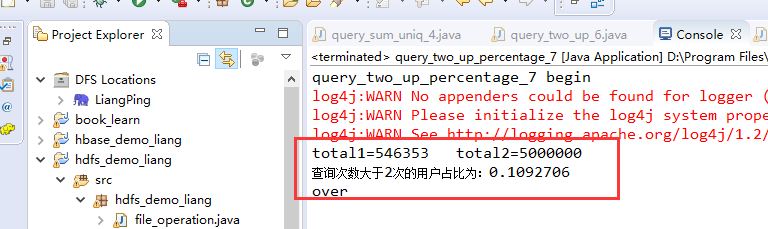 Project Explorer
DFS Locations
LiangPing
book_learn
hbase_demo_liang
hdfs_demo_liang
src
hdfs_demo_liang
file_operation.java
query_sum_uniq_4.java
query_two_up_6.java
Console
<terminated> query_two_up_percentage_7 [Java Application] D:\Program Files\
query_two_up_percentage_7 begin
log4j:WARN No appenders could be found for logger (
log4j:WARN Please initialize the log4j system prope
log4j:WARN See http://logging.apache.org/log4j/1.2/
total1=546353 total2=5000000
查询次数大于2次的用户占比为：0.1092706
over